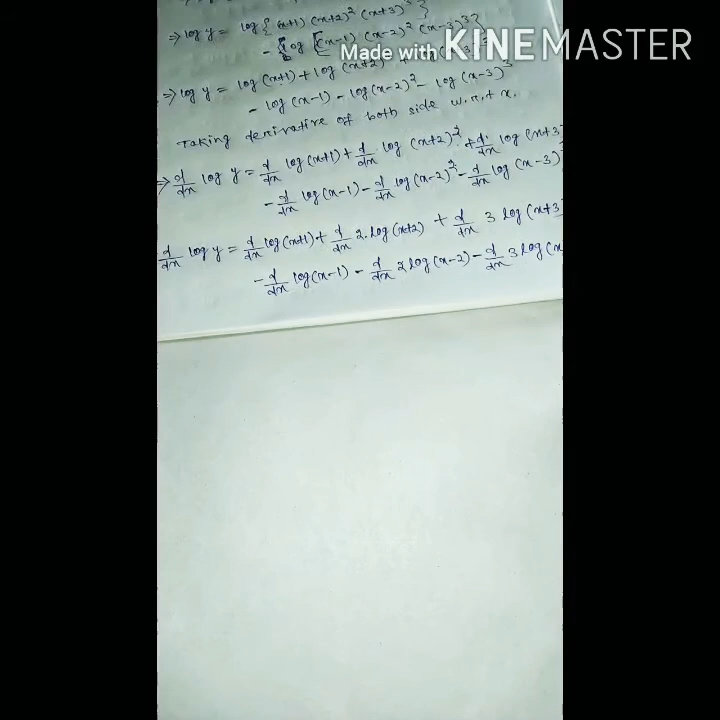 ⇒ log y = log { (x+1) (x+2)² (x+3)³ }
- { log [ (x-1) (x-2)² (x-3)³ }
Made with KINEMASTER
⇒ log y = log (x+1) + log (x+2)²
- log (x-1) - log (x-2)² - log (x-3)³
Taking derivative of both side w.r.t x.
⇒ d/dx log y = d/dx log (x+1) + d/dx log (x+2)² + d/dx log (x+3)
- d/dx log (x-1) - d/dx log (x-2)² - d/dx log (x-3)
d/dx log y = d/dx log (x+1) + d/dx 2.log (x+2) + d/dx 3 log (x+3)
- d/dx log (x-1) - d/dx 2 log (x-2) - d/dx 3 log (x